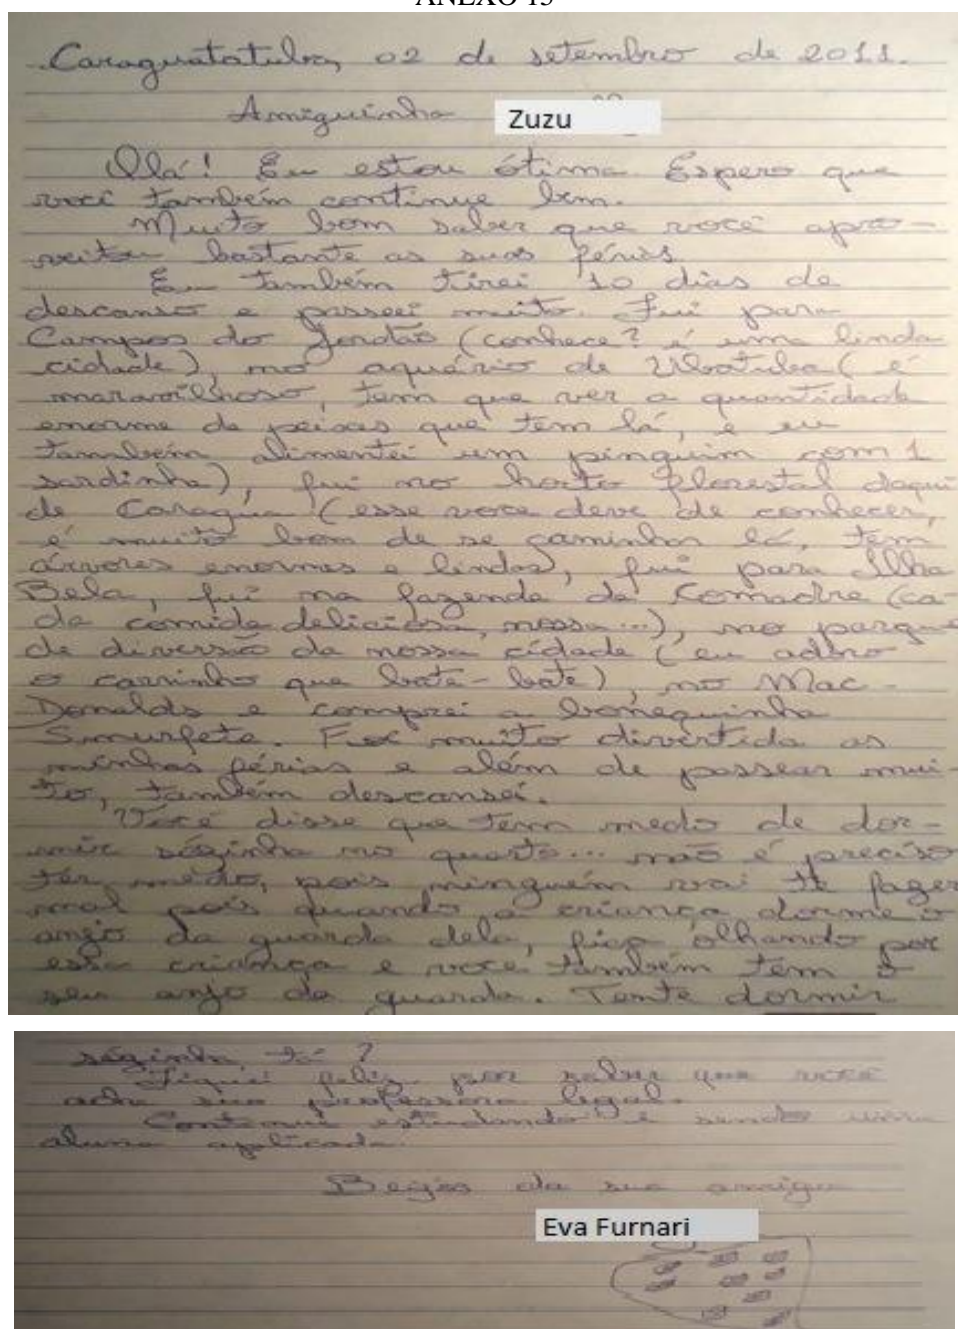 ANEXO 15
Caraguatatuba, 02 de setembro de 2011.
Amiguinha Zuzu
Olá! Eu estou ótima. Espero que
você também continue bem.
Muito bom saber que você apro-
veitou bastante as suas férias.
Eu também tirei 10 dias de
descanso e passeei muito. Fui para
Campos do Jordão (conhece? é uma linda
cidade), no aquário de Ubatuba (é
maravilhoso, tem que ver a quantidade
enorme de peixes que tem lá, e eu
também alimentei um pinguim com 1
sardinha), fui no horto florestal daqui
de Caragua (esse você deve de conhecer,
é muito bom de se caminhar lá, tem
árvores enormes e lindas), fui para Ilha
Bela, fui na fazenda da Comadre (ca-
da comida deliciosa, nossa...), no parque
de diversão da nossa cidade (eu adoro
o carrinho que bate-bate), no Mac-
Donalds e comprei a bonequinha
Smurfete. Foi muito divertida as
minhas férias e além de passear mui-
to, também descansei.
Você disse que tem medo de dor-
mir sózinha no quarto... não é preciso
ter medo, pois ninguém vai te fazer
mal pois quando a criança dorme o
anjo da guarda dela, fica olhando por
essa criança e você também tem o
seu anjo da guarda. Tente dormir
sózinha, tá?
Fiquei feliz por saber que você
acha sua professora legal.
Continue estudando e sendo uma
aluna aplicada.
Beijos da sua amiga
Eva Furnari